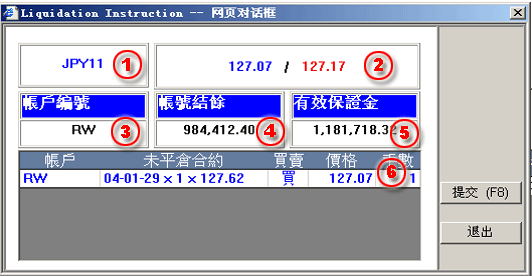 Liquidation Instruction -- 网页对话框
JPY11 1
127.07 / 127.17 2
帳戶編號 帳號結餘 有效保證金
RW 3 984,412.40 4 1,181,718.32 5
帳戶 未平倉合約 買賣 價格 手數
RW 04-01-29 x 1 x 127.62 買 127.07 6 1
提交 (F8)
退出